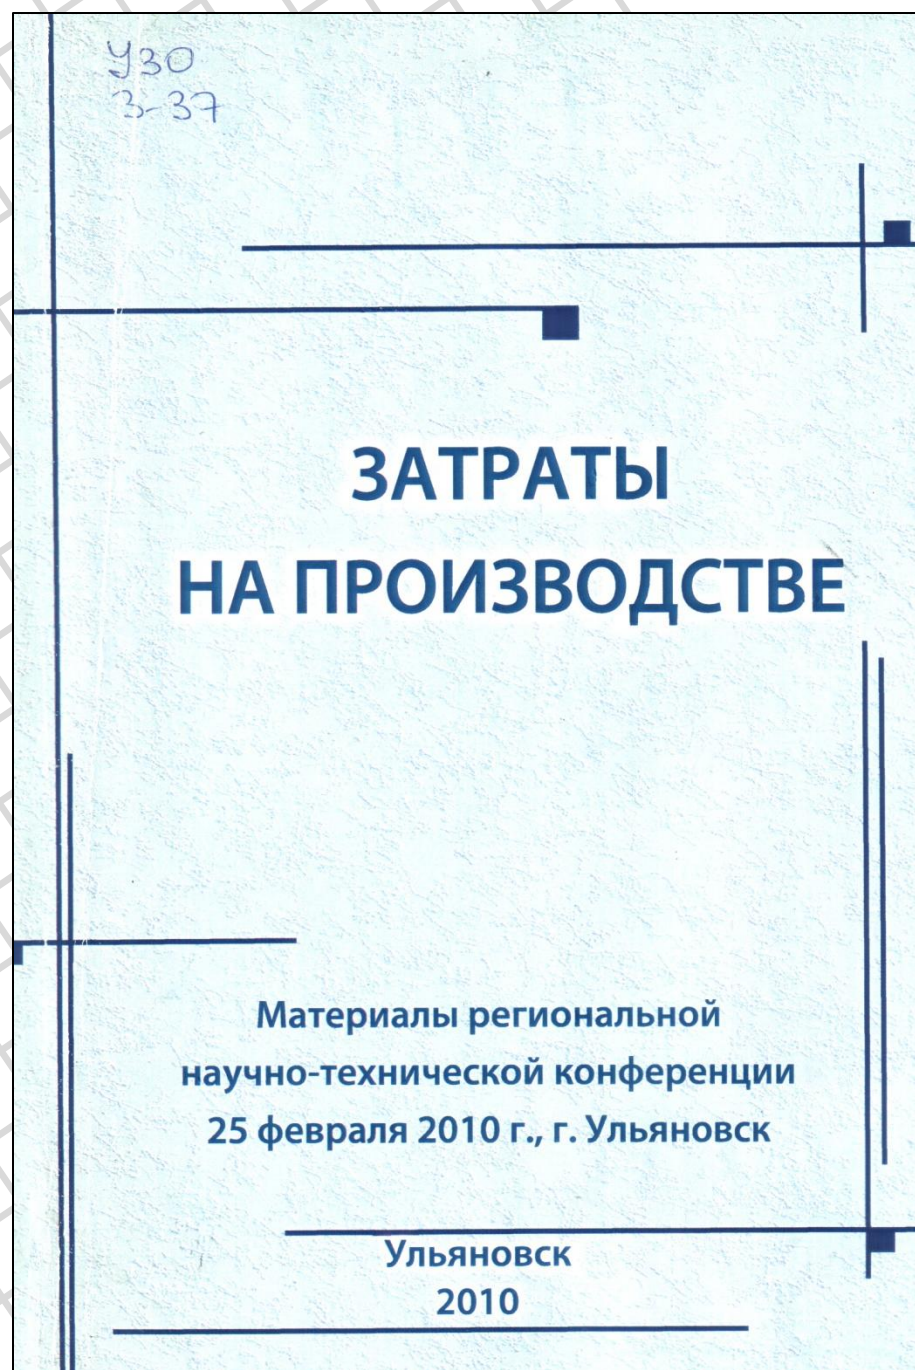 У30
З-37
ЗАТРАТЫ
НА ПРОИЗВОДСТВЕ
Материалы региональной
научно-технической конференции
25 февраля 2010 г., г. Ульяновск
Ульяновск
2010